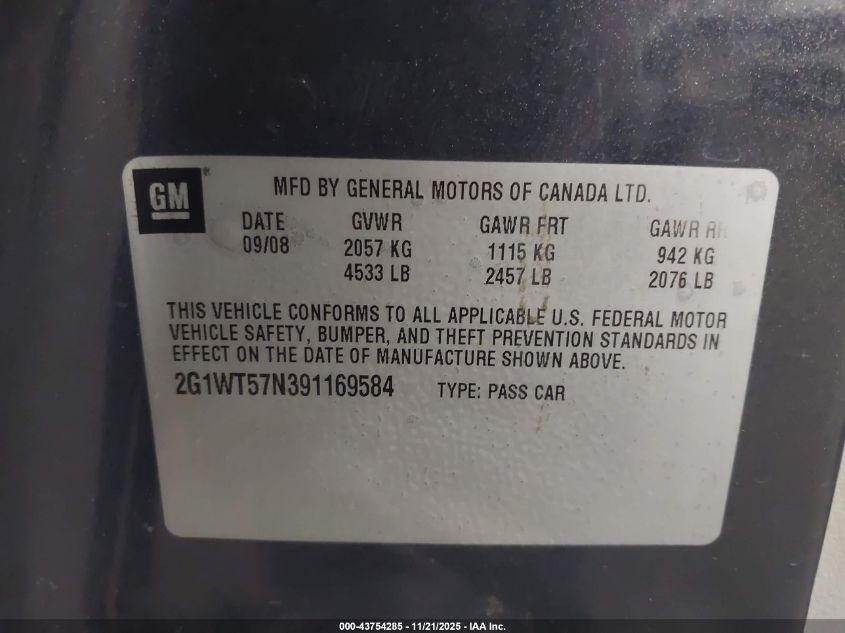 GM
MFD BY GENERAL MOTORS OF CANADA LTD.
DATE GVWR GAWR FRT GAWR RR
09/08 2057 KG 1115 KG 942 KG
4533 LB 2457 LB 2076 LB
THIS VEHICLE CONFORMS TO ALL APPLICABLE U.S. FEDERAL MOTOR
VEHICLE SAFETY, BUMPER, AND THEFT PREVENTION STANDARDS IN
EFFECT ON THE DATE OF MANUFACTURE SHOWN ABOVE.
2G1WT57N391169584 TYPE: PASS CAR
000-43754285 - 11/21/2025 - IAA Inc.